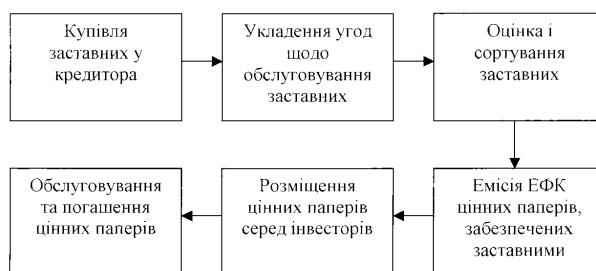 Купівля
заставних у
кредитора
Укладення угод
щодо
обслуговування
заставних
Оцінка і
сортування
заставних
Обслуговування
та погашення
цінних паперів
Розміщення
цінних паперів
серед інвесторів
Емісія ЕФК
цінних паперів,
забезпечених
заставними